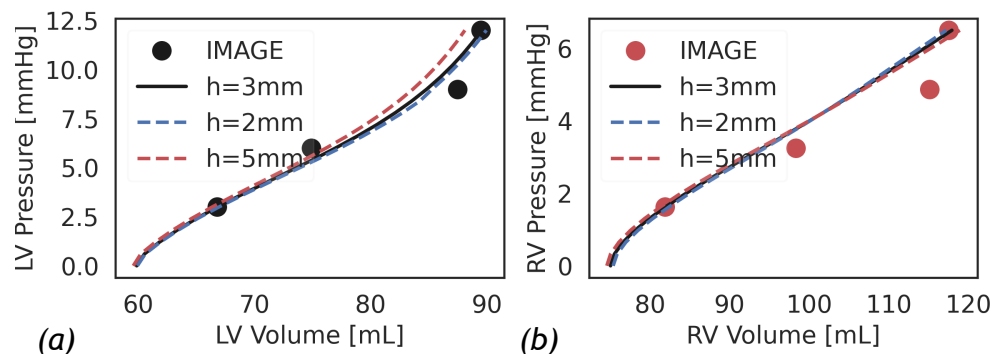 12.5
10.0
7.5
5.0
2.5
0.0
LV Pressure [mmHg]
IMAGE
h=3mm
h=2mm
h=5mm
60 70 80 90
LV Volume [mL]
(a)
6
4
2
0
RV Pressure [mmHg]
IMAGE
h=3mm
h=2mm
h=5mm
80 90 100 110 120
RV Volume [mL]
(b)